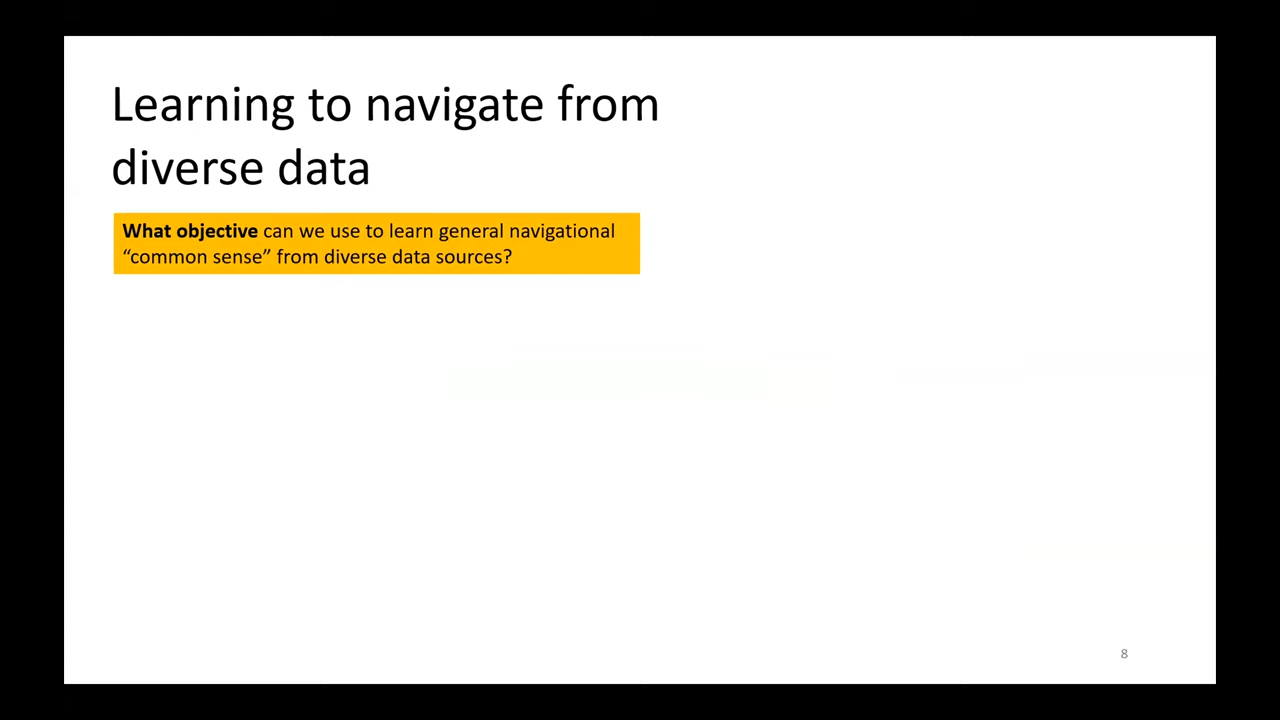 Learning to navigate from
diverse data
What objective can we use to learn general navigational
“common sense” from diverse data sources?
8